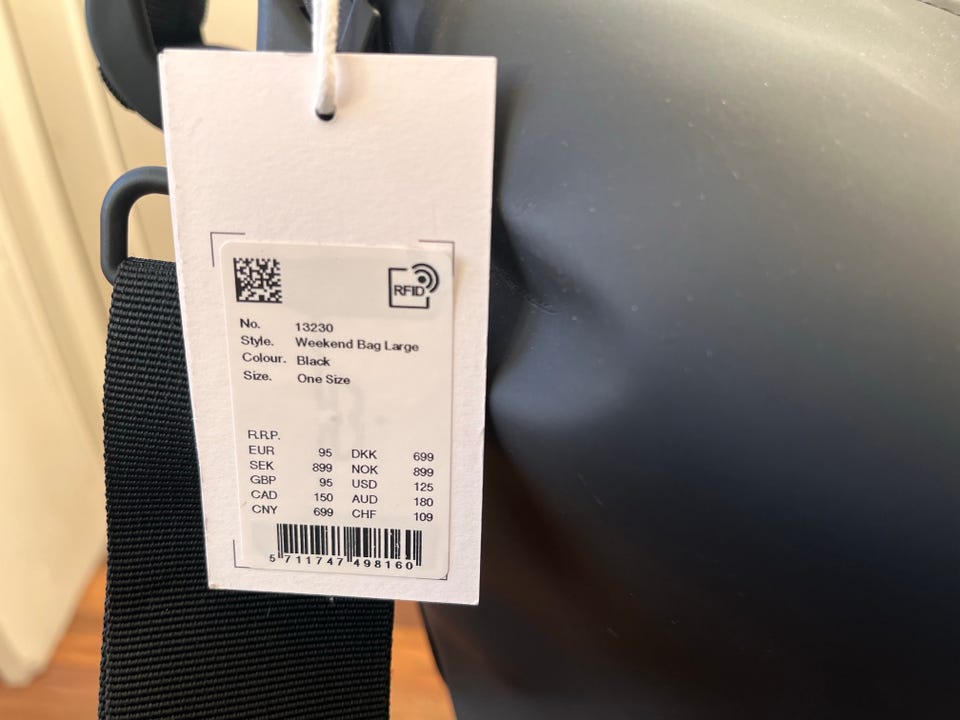 RFID
No. 13230
Style. Weekend Bag Large
Colour. Black
Size. One Size
R.R.P.
EUR 95 DKK 699
SEK 899 NOK 899
GBP 95 USD 125
CAD 150 AUD 180
CNY 699 CHF 109
5 711747 498160